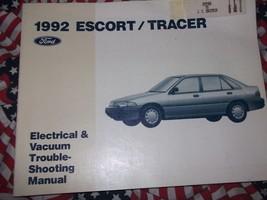 1992 ESCORT/TRACER
Ford
Electrical &
Vacuum
Trouble-
Shooting
Manual